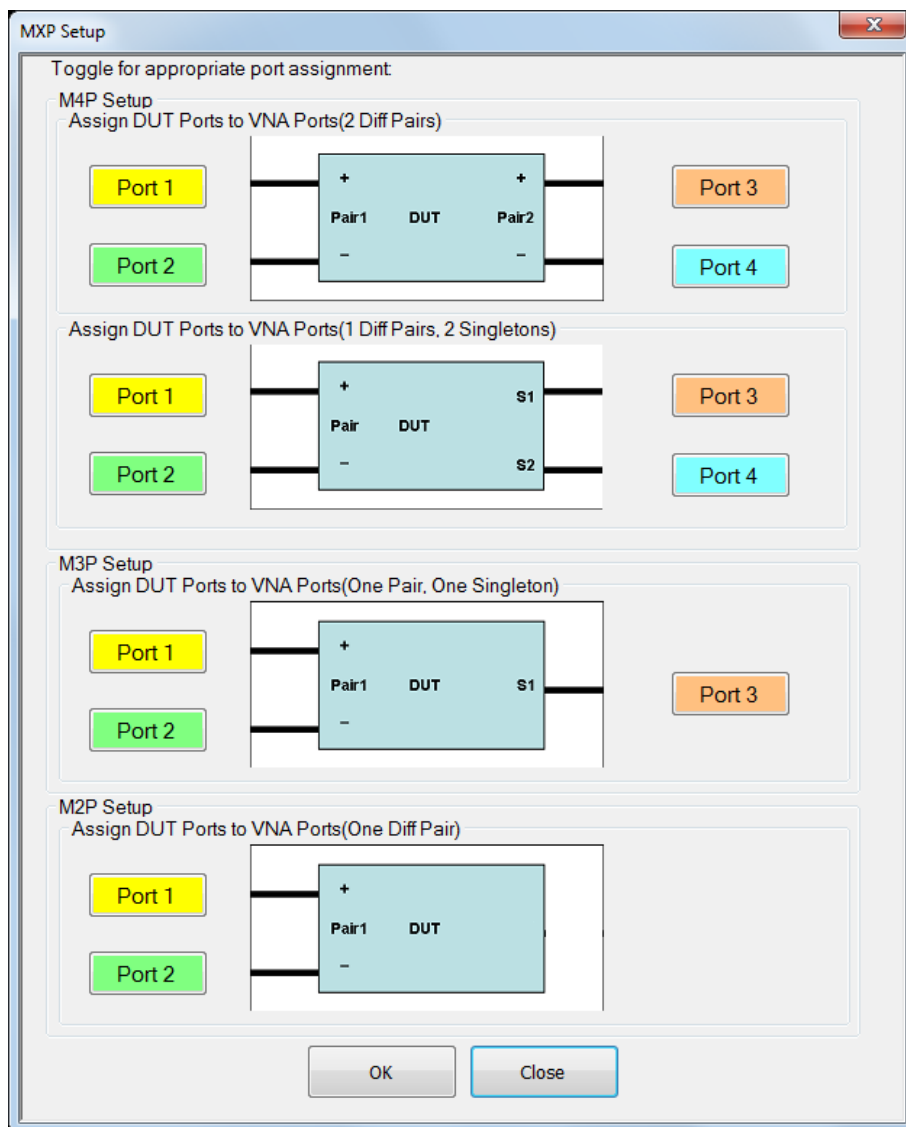 MXP Setup
Toggle for appropriate port assignment:
M4P Setup
Assign DUT Ports to VNA Ports(2 Diff Pairs)
Port 1 + + Port 3
Pair1 DUT Pair2
Port 2 − − Port 4
Assign DUT Ports to VNA Ports(1 Diff Pairs, 2 Singletons)
Port 1 + S1 Port 3
Pair DUT
Port 2 − S2 Port 4
M3P Setup
Assign DUT Ports to VNA Ports(One Pair, One Singleton)
Port 1 +
Pair1 DUT S1 Port 3
Port 2 −
M2P Setup
Assign DUT Ports to VNA Ports(One Diff Pair)
Port 1 +
Pair1 DUT
Port 2 −
OK Close